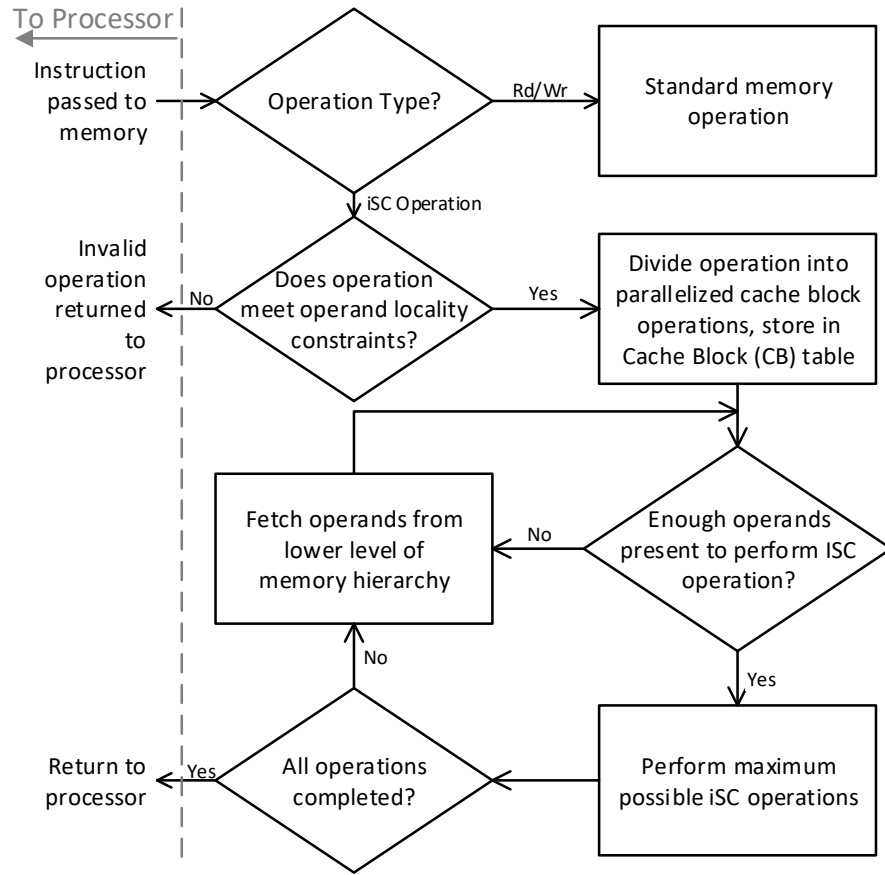 To Processor
Instruction
passed to
memory
Operation Type?
Rd/Wr
Standard memory
operation
iSC Operation
Invalid
operation
returned
to
processor
No
Does operation
meet operand locality
constraints?
Yes
Divide operation into
parallelized cache block
operations, store in
Cache Block (CB) table
Fetch operands from
lower level of
memory hierarchy
No
Enough operands
present to perform ISC
operation?
No
Yes
Return to
processor
Yes
All operations
completed?
Perform maximum
possible iSC operations